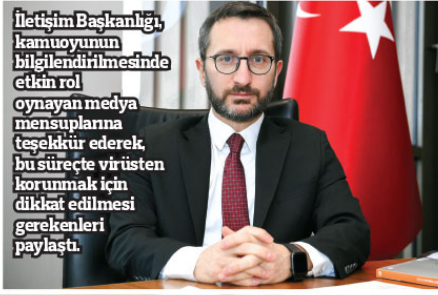 İletişim Başkanlığı,
kamuoyunun
bilgilendirilmesinde
etkin rol
oynayan medya
mensuplarına
teşekkür ederek,
bu süreçte virüsten
korunmak için
dikkat edilmesi
gerekenleri
paylaştı.